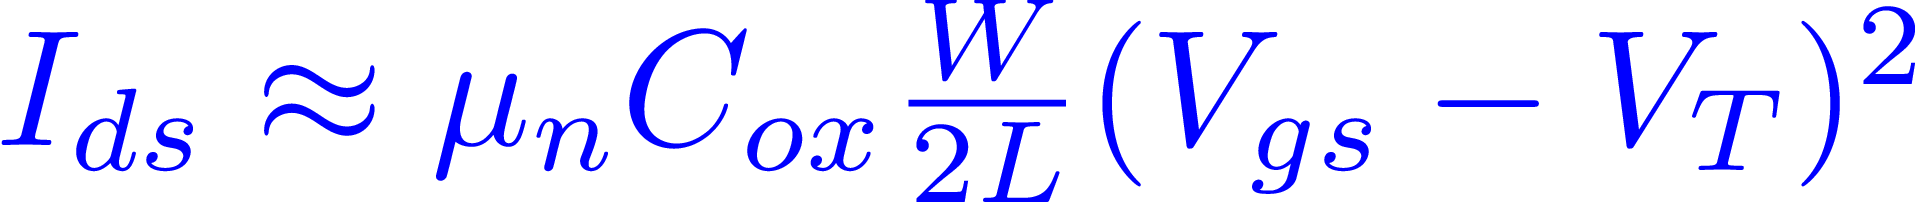 I_{ds} ≈ μ_n C_{ox} \frac{W}{2L} (V_{gs} − V_T)^2